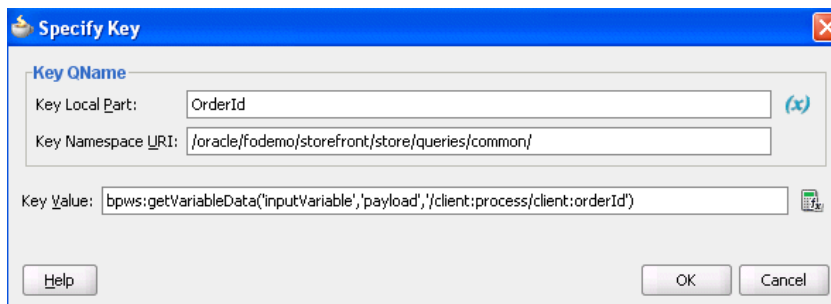 Specify Key
Key QName
Key Local Part: OrderId (x)
Key Namespace URI: /oracle/fodemo/storefront/store/queries/common/
Key Value: bpws:getVariableData('inputVariable','payload','/client:process/client:orderId')
Help OK Cancel